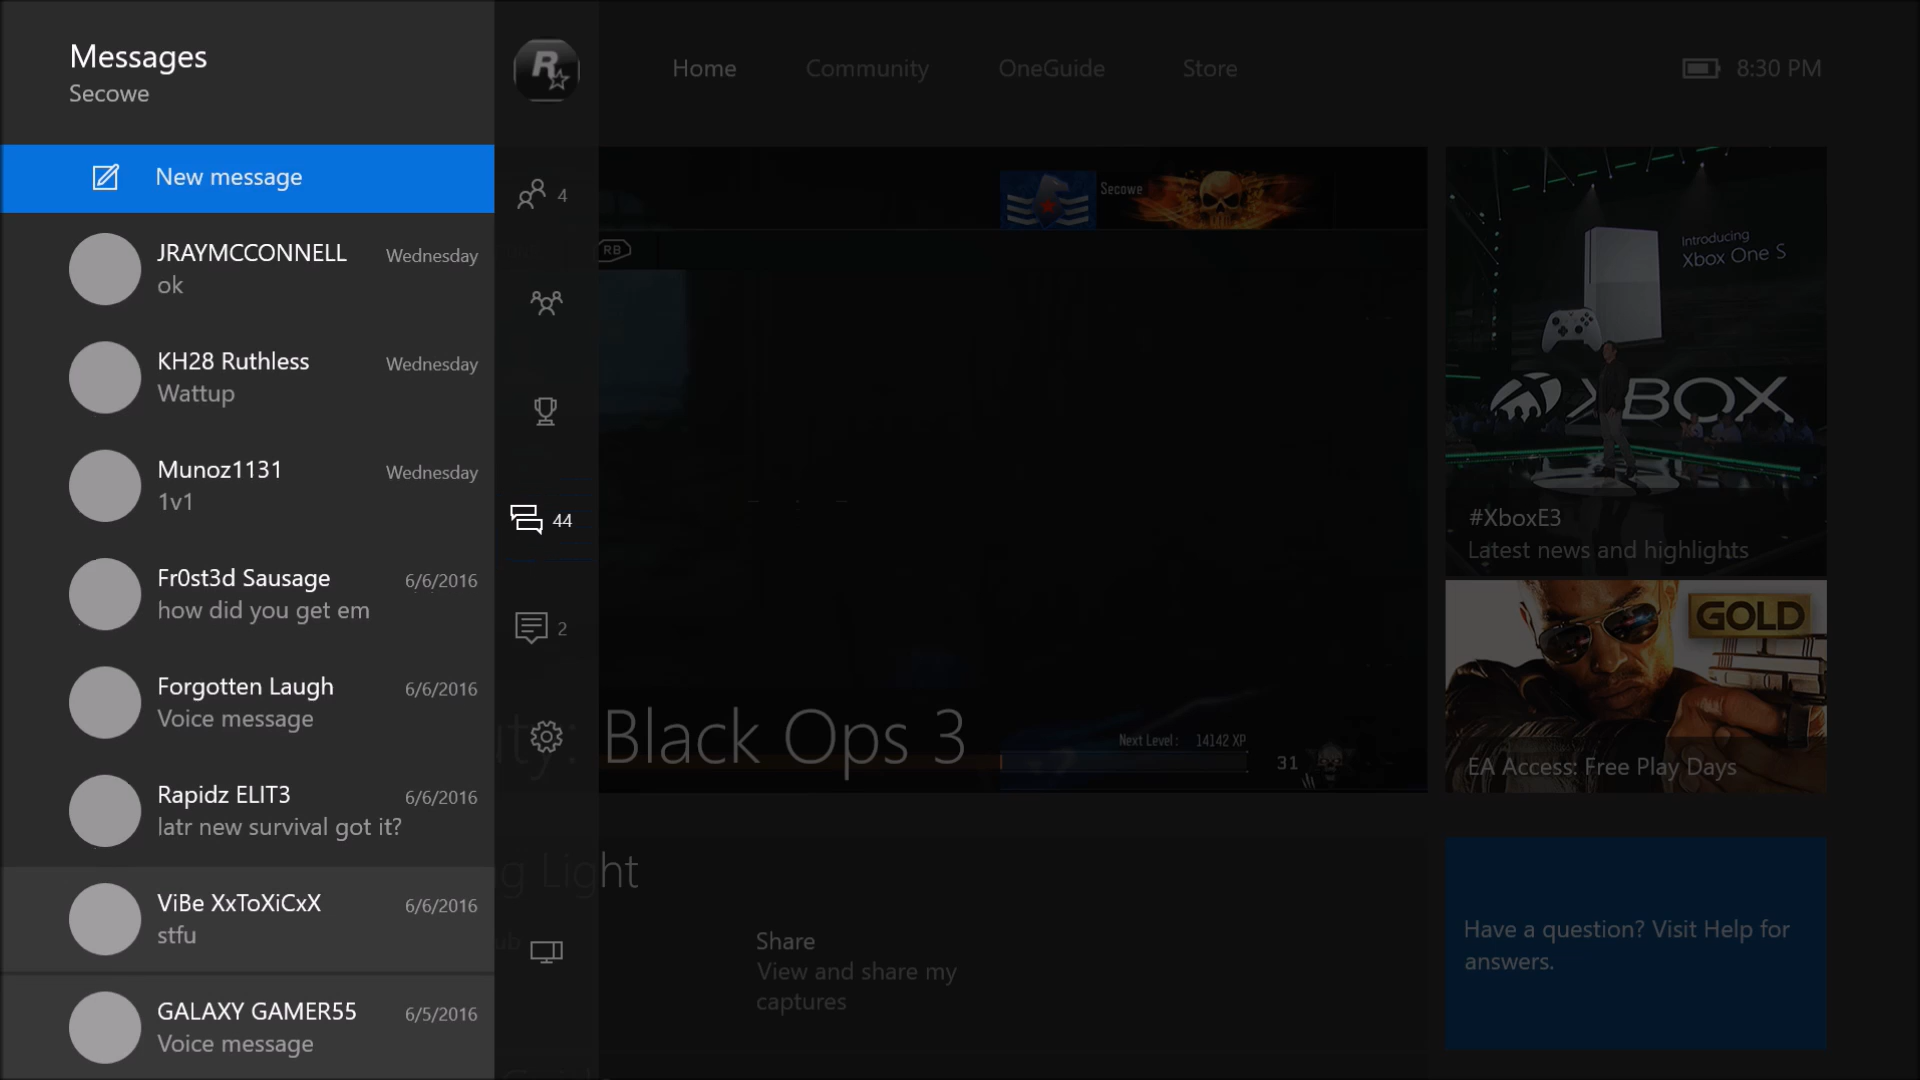 Messages
Secowe
New message
JRAYMCCONNELL Wednesday
ok
KH28 Ruthless Wednesday
Wattup
Munoz1131 Wednesday
1v1
Fr0st3d Sausage 6/6/2016
how did you get em
Forgotten Laugh 6/6/2016
Voice message
Rapidz ELIT3 6/6/2016
latr new survival got it?
ViBe XxToXiCxX 6/6/2016
stfu
GALAXY GAMER55 6/5/2016
Voice message
R
4
44
2
Home Community OneGuide Store 8:30 PM
Secowe
RB
uty: Black Ops 3
Next Level : 14142 XP
31
Introducing
Xbox One S
XBOX
#XboxE3
Latest news and highlights
GOLD
EA Access: Free Play Days
g Light
ub
Share
View and share my
captures
Have a question? Visit Help for
answers.